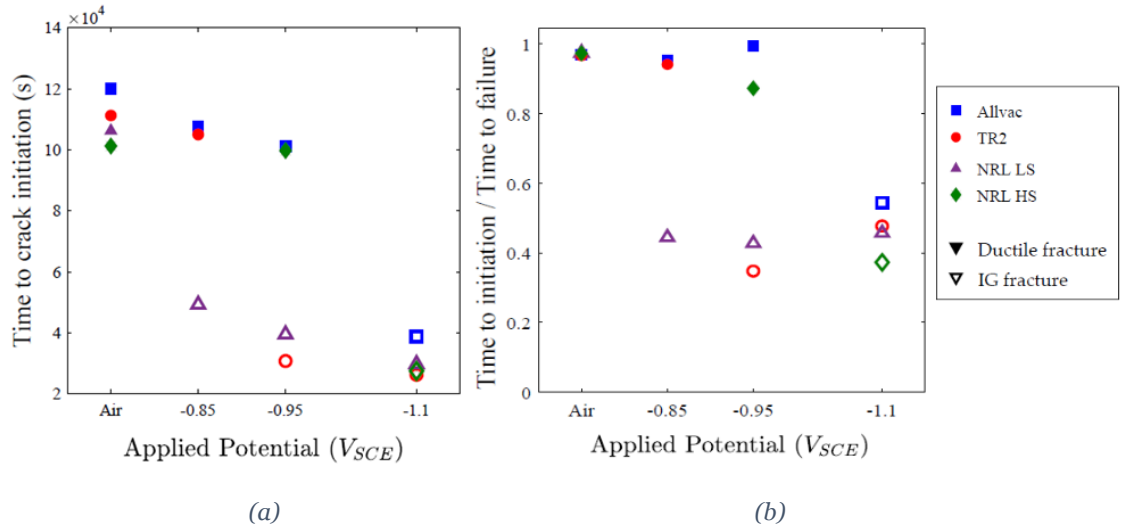 ×10⁴
14
12
10
8
6
4
2
Time to crack initiation (s)
Air -0.85 -0.95 -1.1
Applied Potential (V_SCE)
(a)
1
0.8
0.6
0.4
0.2
0
Time to initiation / Time to failure
Air -0.85 -0.95 -1.1
Applied Potential (V_SCE)
(b)
Allvac
TR2
NRL LS
NRL HS
Ductile fracture
IG fracture